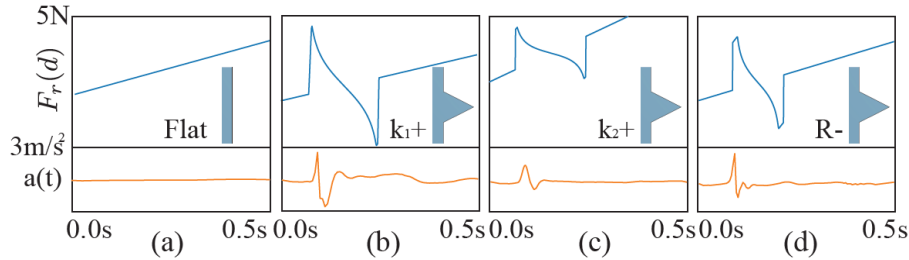 5N
F_r(d)
Flat
k₁+
k₂+
R-
3m/s²
a(t)
0.0s 0.5s 0.0s 0.5s 0.0s 0.5s 0.0s 0.5s
(a) (b) (c) (d)